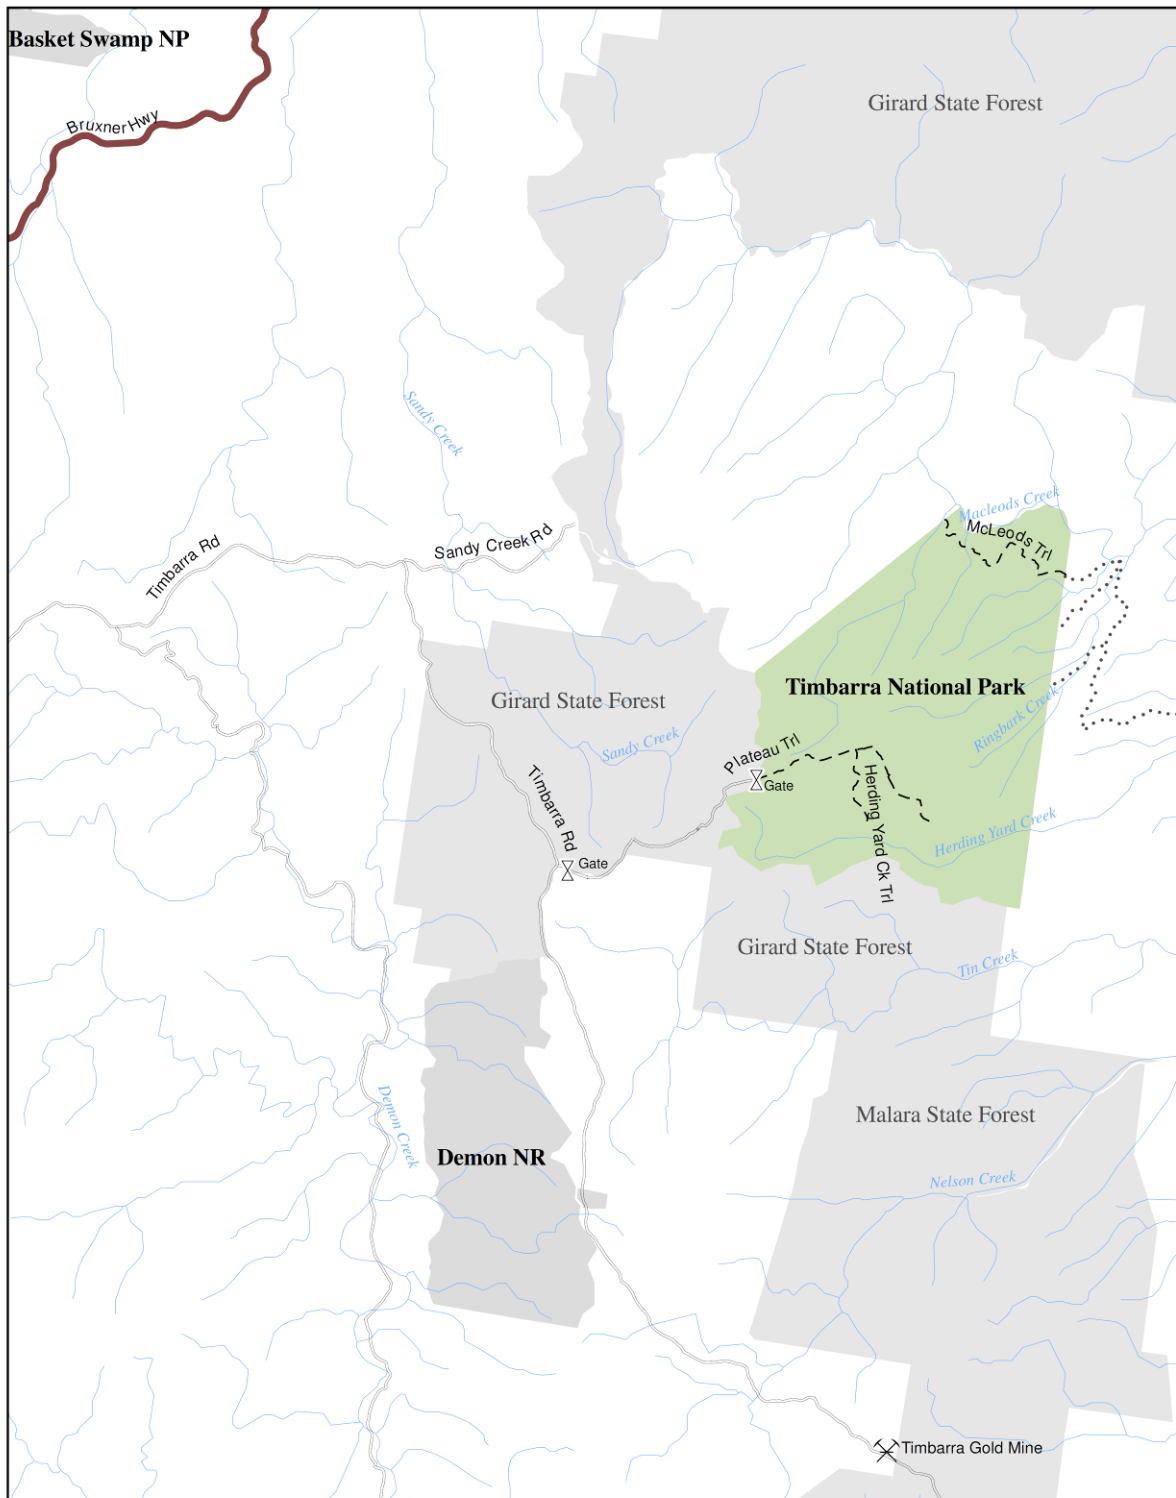 Basket Swamp NP
Bruxner Hwy
Girard State Forest
Sandy Creek
Macleods Creek
McLeods Trl
Sandy Creek Rd
Timbarra Rd
Timbarra National Park
Girard State Forest
Ringbark Creek
Sandy Creek
Plateau Trl
Gate
Timbarra Rd
Herding Yard Ck Trl
Herding Yard Creek
Gate
Girard State Forest
Tin Creek
Malara State Forest
Demon Creek
Demon NR
Nelson Creek
Timbarra Gold Mine